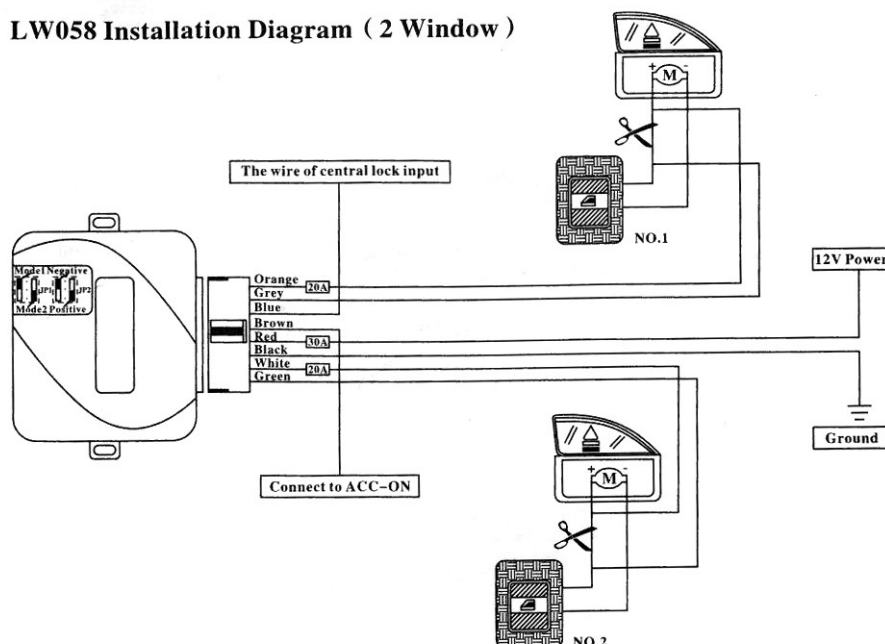 LW058 Installation Diagram ( 2 Window )
+ M -
The wire of central lock input
NO.1
12V Power
Mode1 Negative
JP1 JP2
Mode2 Positive
Orange 20A
Grey
Blue
Brown
Red 30A
Black
White 20A
Green
Ground
+ M -
Connect to ACC-ON
NO.2